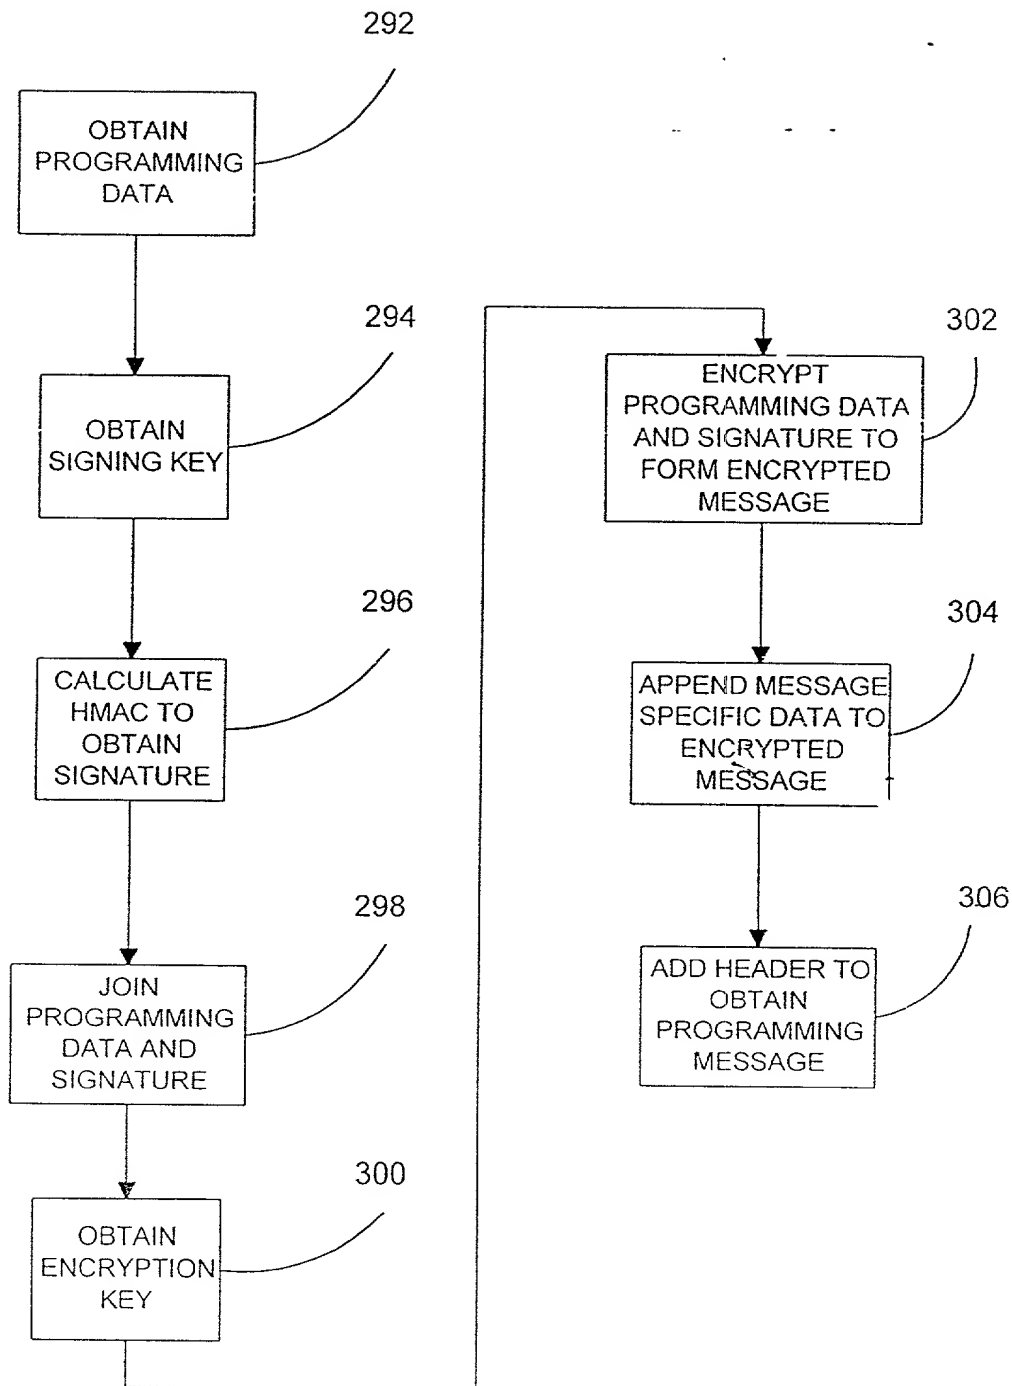 292
OBTAIN
PROGRAMMING
DATA
294
OBTAIN
SIGNING KEY
296
CALCULATE
HMAC TO
OBTAIN
SIGNATURE
298
JOIN
PROGRAMMING
DATA AND
SIGNATURE
300
OBTAIN
ENCRYPTION
KEY
302
ENCRYPT
PROGRAMMING DATA
AND SIGNATURE TO
FORM ENCRYPTED
MESSAGE
304
APPEND MESSAGE
SPECIFIC DATA TO
ENCRYPTED
MESSAGE
306
ADD HEADER TO
OBTAIN
PROGRAMMING
MESSAGE